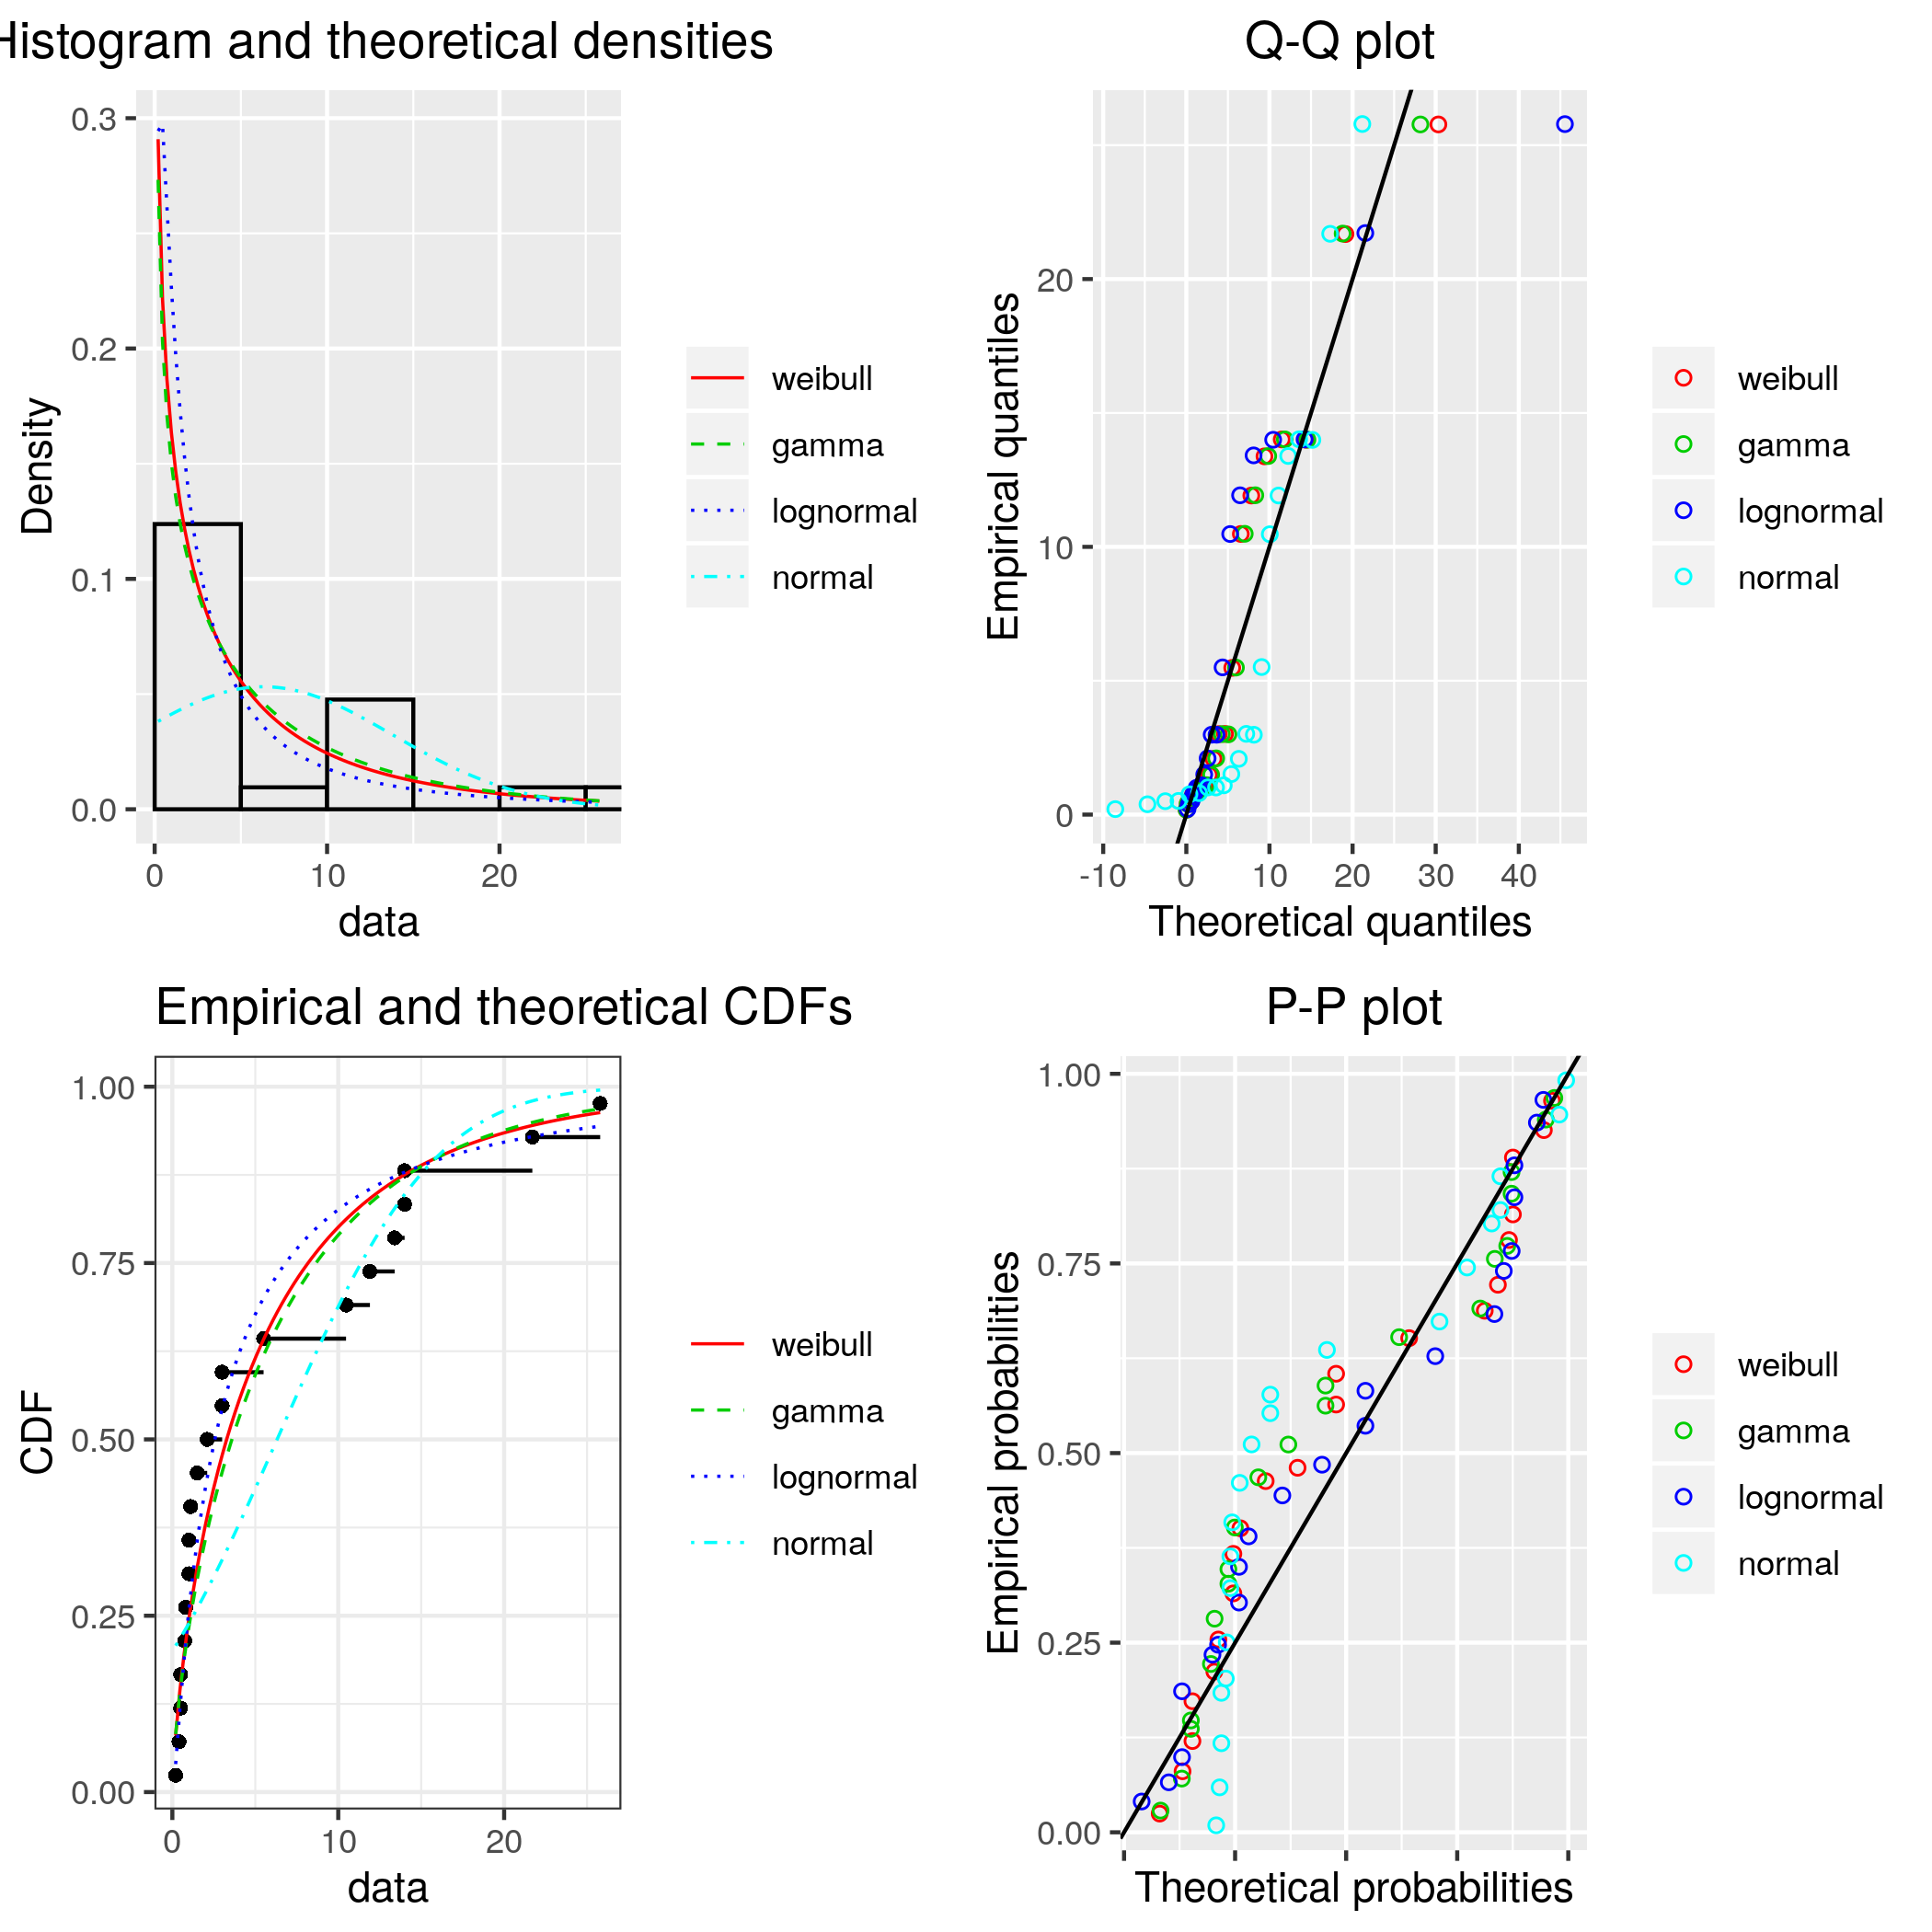 Histogram and theoretical densities
0.3
0.2
0.1
0.0
Density
0 10 20
data
weibull
gamma
lognormal
normal
Q-Q plot
20
10
0
Empirical quantiles
-10 0 10 20 30 40
Theoretical quantiles
weibull
gamma
lognormal
normal
Empirical and theoretical CDFs
1.00
0.75
0.50
0.25
0.00
CDF
0 10 20
data
weibull
gamma
lognormal
normal
P-P plot
1.00
0.75
0.50
0.25
0.00
Empirical probabilities
Theoretical probabilities
weibull
gamma
lognormal
normal